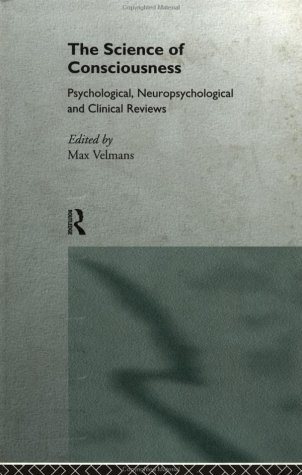 The Science of
Consciousness
Psychological, Neuropsychological
and Clinical Reviews
Edited by
Max Velmans
R
ROUTLEDGE